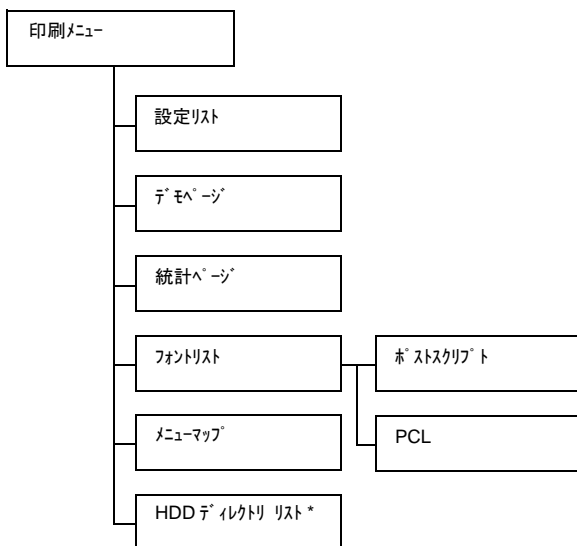 印刷ﾒﾆｭｰ
設定ﾘｽﾄ
ﾃﾞﾓﾍﾟｰｼﾞ
統計ﾍﾟｰｼﾞ
ﾌｫﾝﾄﾘｽﾄ
ﾎﾟｽﾄｽｸﾘﾌﾟﾄ
ﾒﾆｭｰﾏｯﾌﾟ
PCL
HDD ﾃﾞｨﾚｸﾄﾘ ﾘｽﾄ *